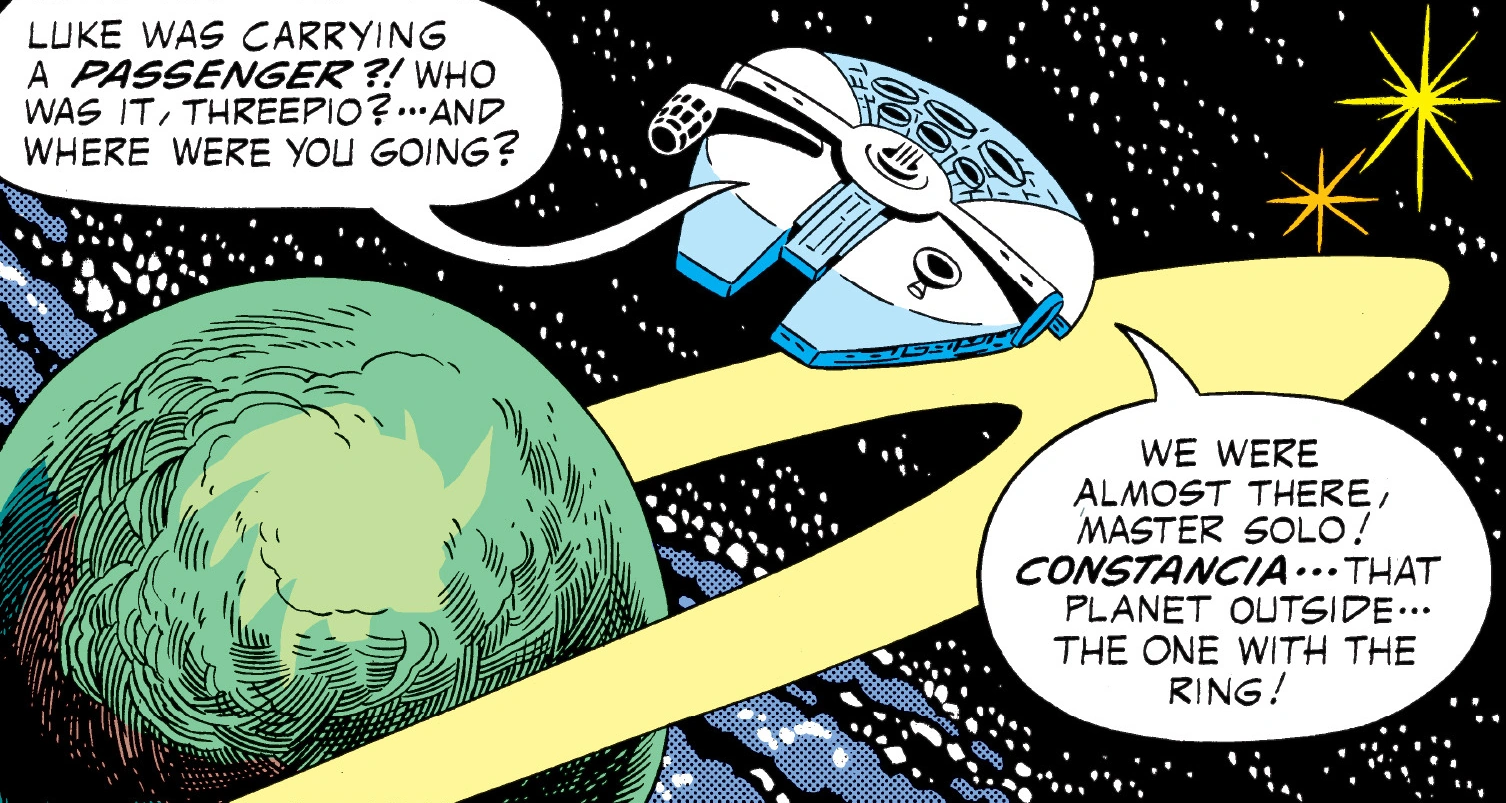 LUKE WAS CARRYING
A PASSENGER?! WHO
WAS IT, THREEPIO?...AND
WHERE WERE YOU GOING?
WE WERE
ALMOST THERE,
MASTER SOLO!
CONSTANCIA...THAT
PLANET OUTSIDE...
THE ONE WITH THE
RING!